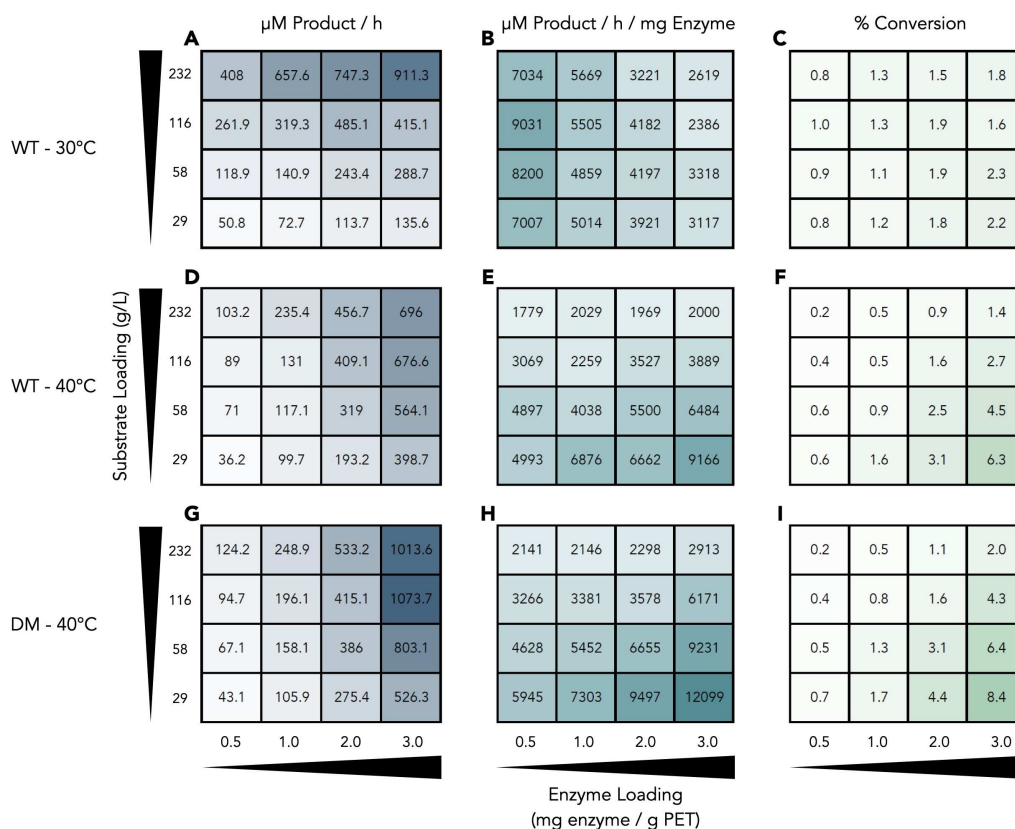 µM Product / h µM Product / h / mg Enzyme % Conversion
A B C
232 408 657.6 747.3 911.3 7034 5669 3221 2619 0.8 1.3 1.5 1.8
116 261.9 319.3 485.1 415.1 9031 5505 4182 2386 1.0 1.3 1.9 1.6
WT - 30°C
58 118.9 140.9 243.4 288.7 8200 4859 4197 3318 0.9 1.1 1.9 2.3
29 50.8 72.7 113.7 135.6 7007 5014 3921 3117 0.8 1.2 1.8 2.2
D E F
232 103.2 235.4 456.7 696 1779 2029 1969 2000 0.2 0.5 0.9 1.4
116 89 131 409.1 676.6 3069 2259 3527 3889 0.4 0.5 1.6 2.7
WT - 40°C
Substrate Loading (g/L)
58 71 117.1 319 564.1 4897 4038 5500 6484 0.6 0.9 2.5 4.5
29 36.2 99.7 193.2 398.7 4993 6876 6662 9166 0.6 1.6 3.1 6.3
G H I
232 124.2 248.9 533.2 1013.6 2141 2146 2298 2913 0.2 0.5 1.1 2.0
116 94.7 196.1 415.1 1073.7 3266 3381 3578 6171 0.4 0.8 1.6 4.3
DM - 40°C
58 67.1 158.1 386 803.1 4628 5452 6655 9231 0.5 1.3 3.1 6.4
29 43.1 105.9 275.4 526.3 5945 7303 9497 12099 0.7 1.7 4.4 8.4
0.5 1.0 2.0 3.0 0.5 1.0 2.0 3.0 0.5 1.0 2.0 3.0
Enzyme Loading
(mg enzyme / g PET)